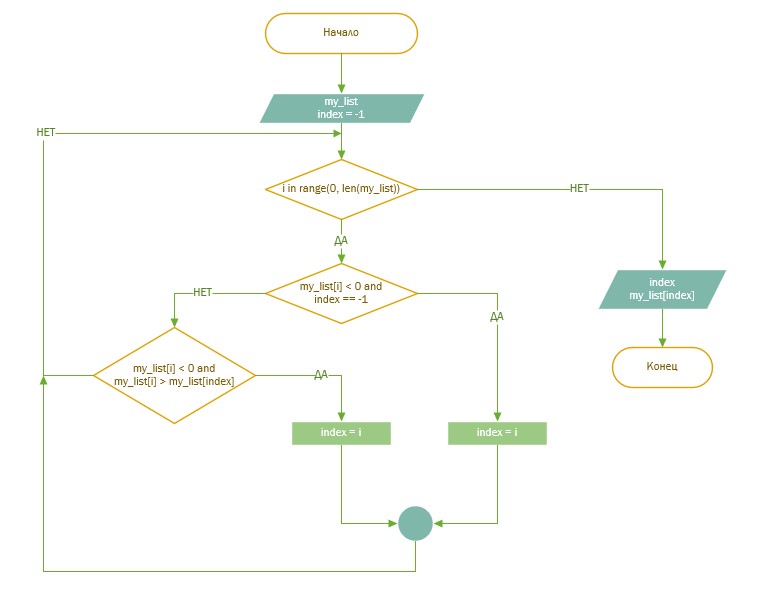 Начало
my_list
index = -1
НЕТ
i in range(0, len(my_list))
НЕТ
ДА
my_list[i] < 0 and
index == -1
НЕТ
ДА
index
my_list[index]
Конец
my_list[i] < 0 and
my_list[i] > my_list[index]
ДА
index = i
index = i